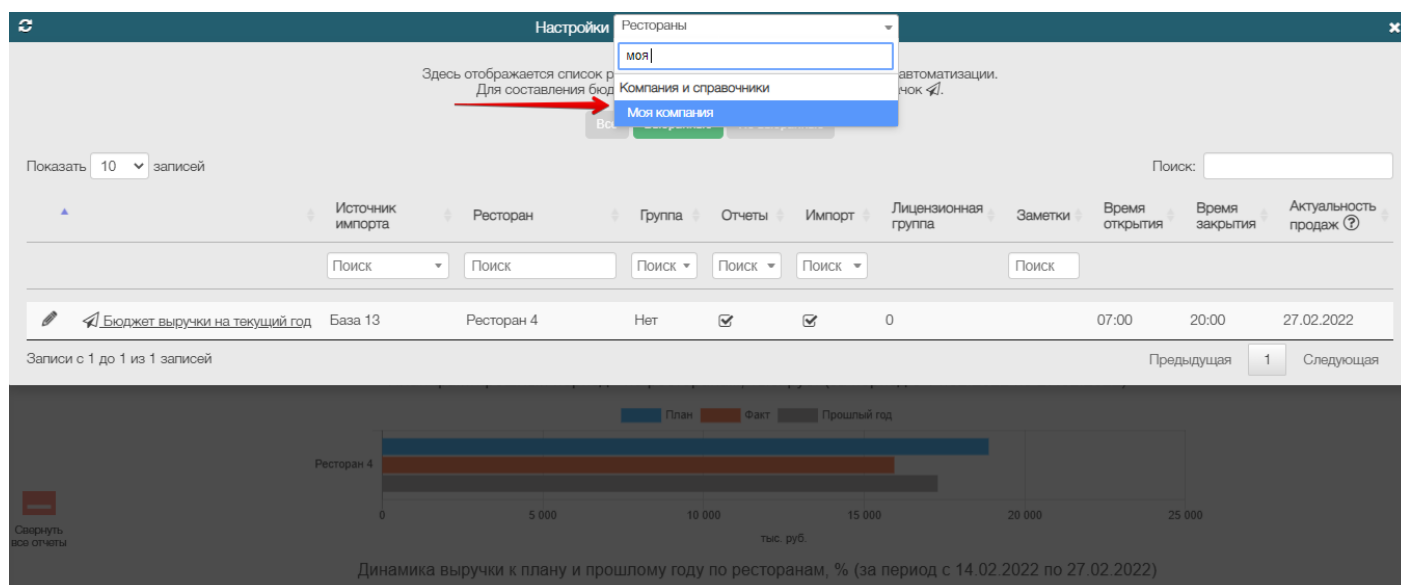 Настройки Рестораны
моя
Здесь отображается список р
автоматизации.
Для составления бюд
Компания и справочники
чок
Моя компания
Показать 10 записей
Поиск:
Источник импорта
Ресторан
Группа
Отчеты
Импорт
Лицензионная группа
Заметки
Время открытия
Время закрытия
Актуальность продаж ?
Поиск Поиск Поиск Поиск Поиск Поиск
Бюджет выручки на текущий год База 13 Ресторан 4 Нет 0 07:00 20:00 27.02.2022
Записи с 1 до 1 из 1 записей
Предыдущая 1 Следующая
План Факт Прошлый год
Ресторан 4
0 5 000 10 000 15 000 20 000 25 000
тыс. руб.
Свернуть
все отчеты
Динамика выручки к плану и прошлому году по ресторанам, % (за период с 14.02.2022 по 27.02.2022)